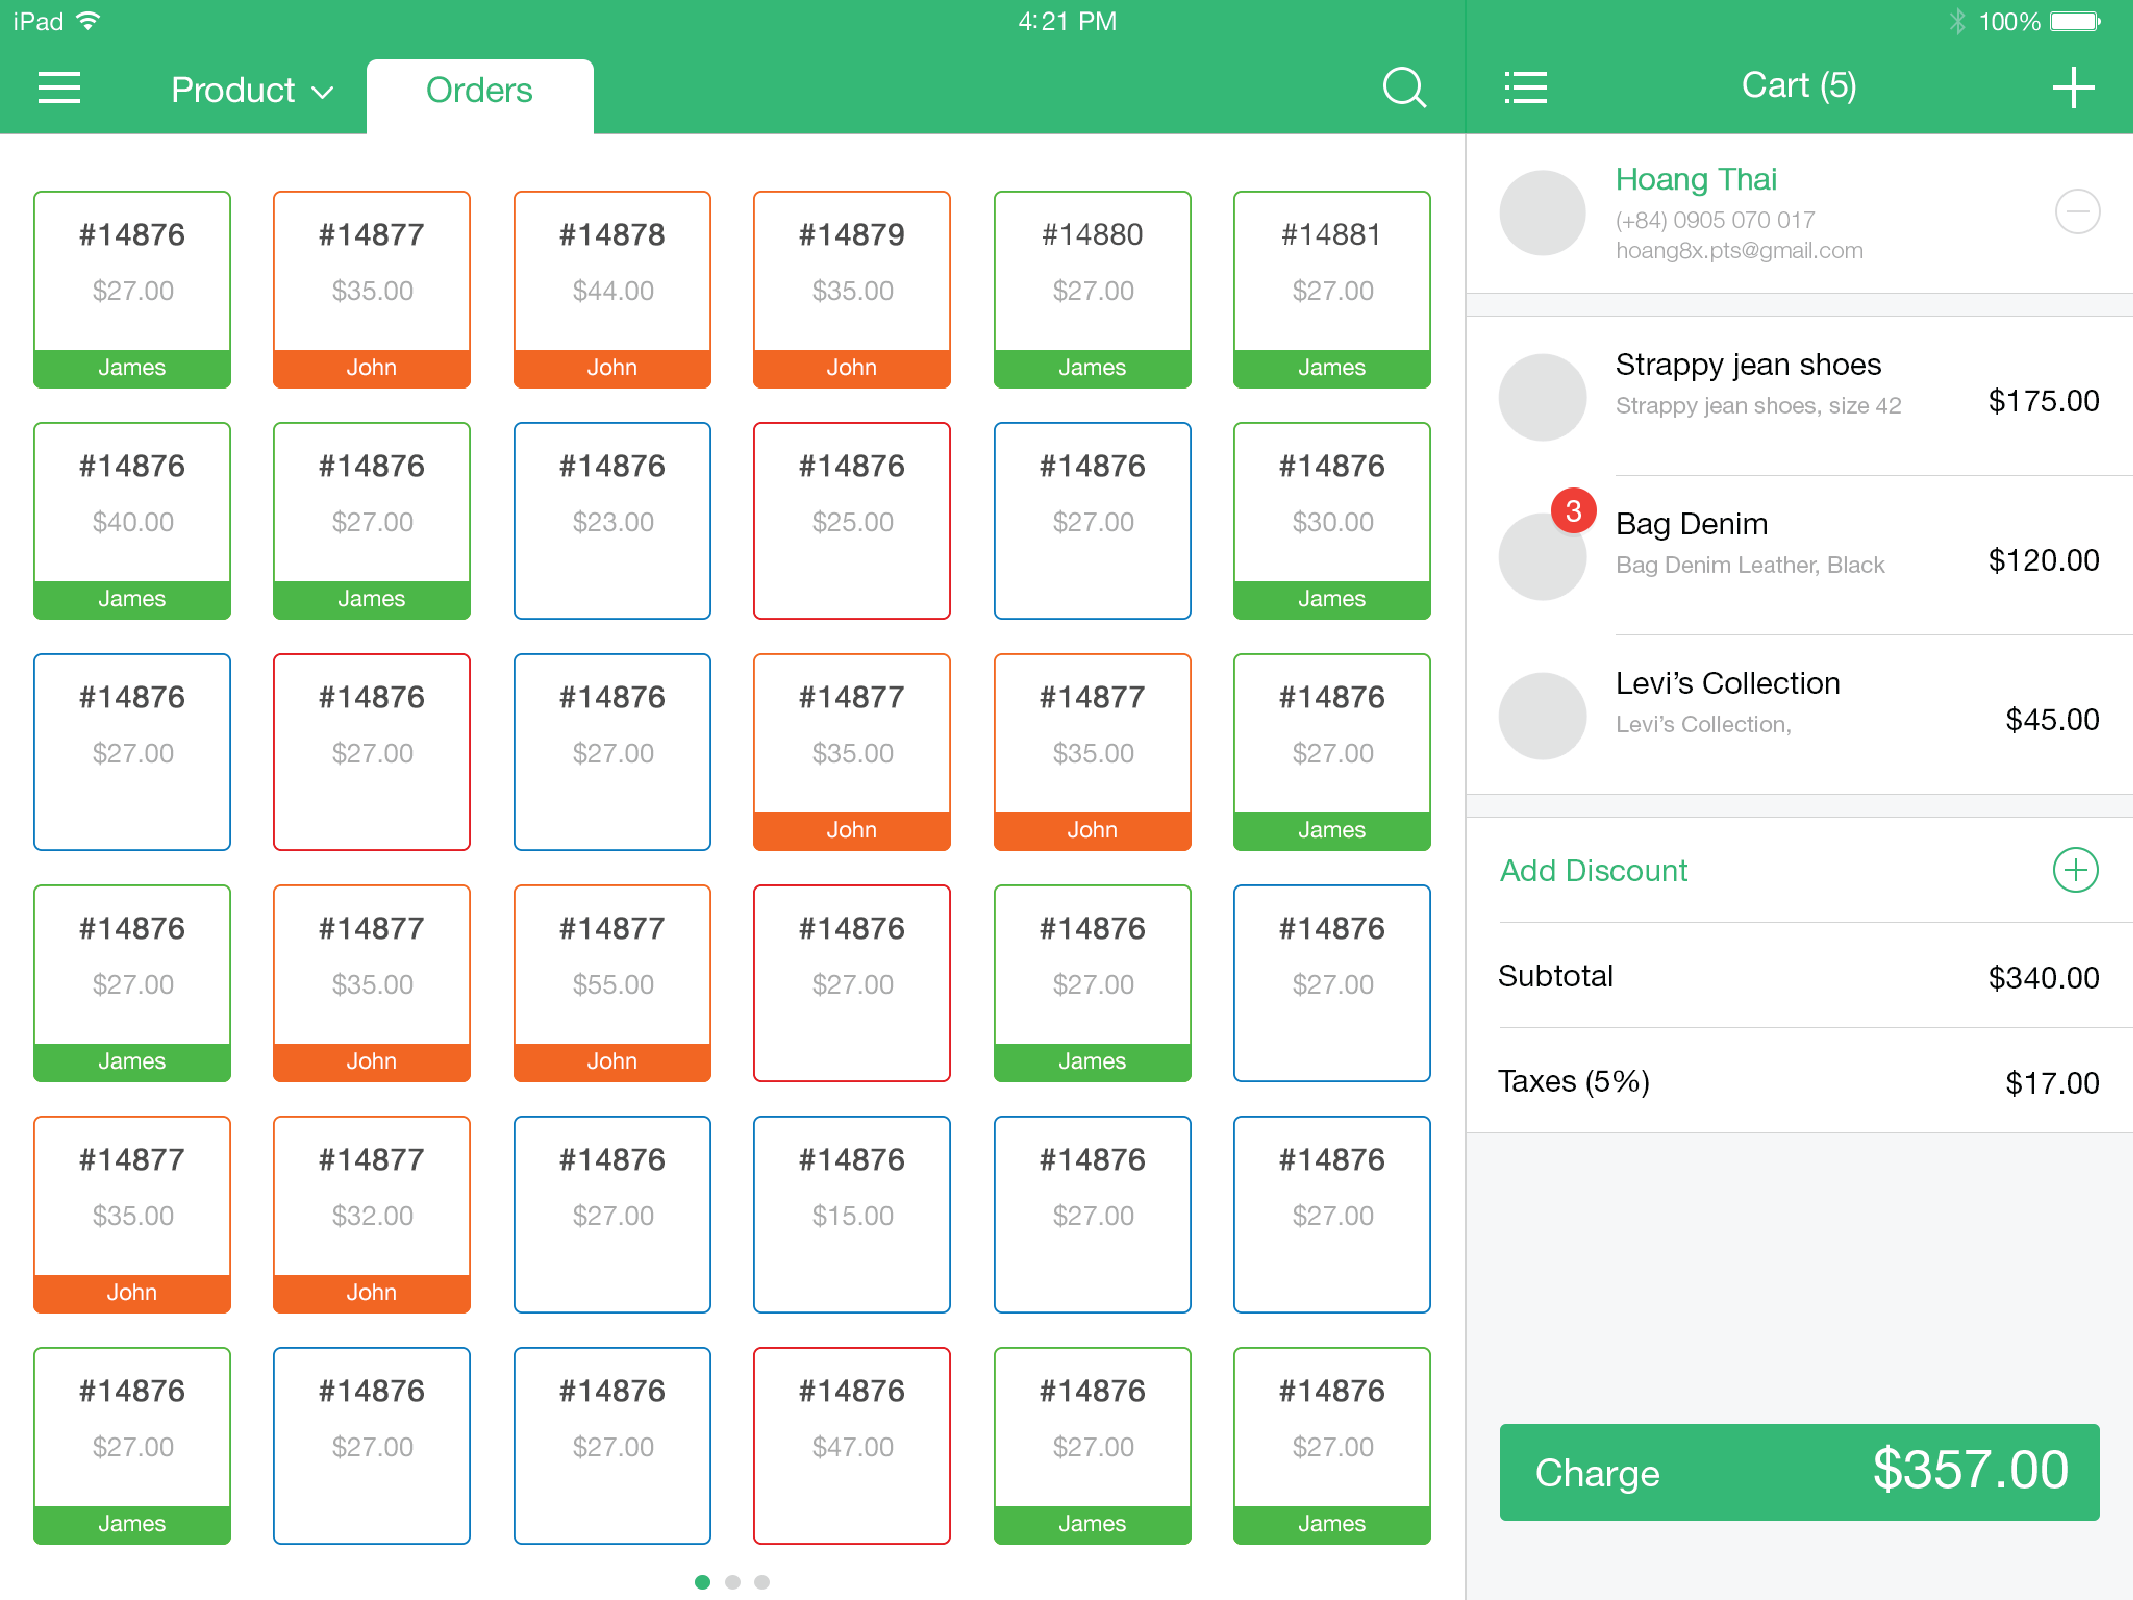 iPad 4:21 PM 100%
Product Orders Cart (5)
#14876 #14877 #14878 #14879 #14880 #14881
$27.00 $35.00 $44.00 $35.00 $27.00 $27.00
James John John John James James
#14876 #14876 #14876 #14876 #14876 #14876
$40.00 $27.00 $23.00 $25.00 $27.00 $30.00
James James James
#14876 #14876 #14876 #14877 #14877 #14876
$27.00 $27.00 $27.00 $35.00 $35.00 $27.00
John John James
#14876 #14877 #14877 #14876 #14876 #14876
$27.00 $35.00 $55.00 $27.00 $27.00 $27.00
James John John James
#14877 #14877 #14876 #14876 #14876 #14876
$35.00 $32.00 $27.00 $15.00 $27.00 $27.00
John John
#14876 #14876 #14876 #14876 #14876 #14876
$27.00 $27.00 $27.00 $47.00 $27.00 $27.00
James James James
Hoang Thai
(+84) 0905 070 017
hoang8x.pts@gmail.com
Strappy jean shoes
Strappy jean shoes, size 42
$175.00
3
Bag Denim
Bag Denim Leather, Black
$120.00
Levi’s Collection
Levi’s Collection,
$45.00
Add Discount
Subtotal $340.00
Taxes (5%) $17.00
Charge $357.00